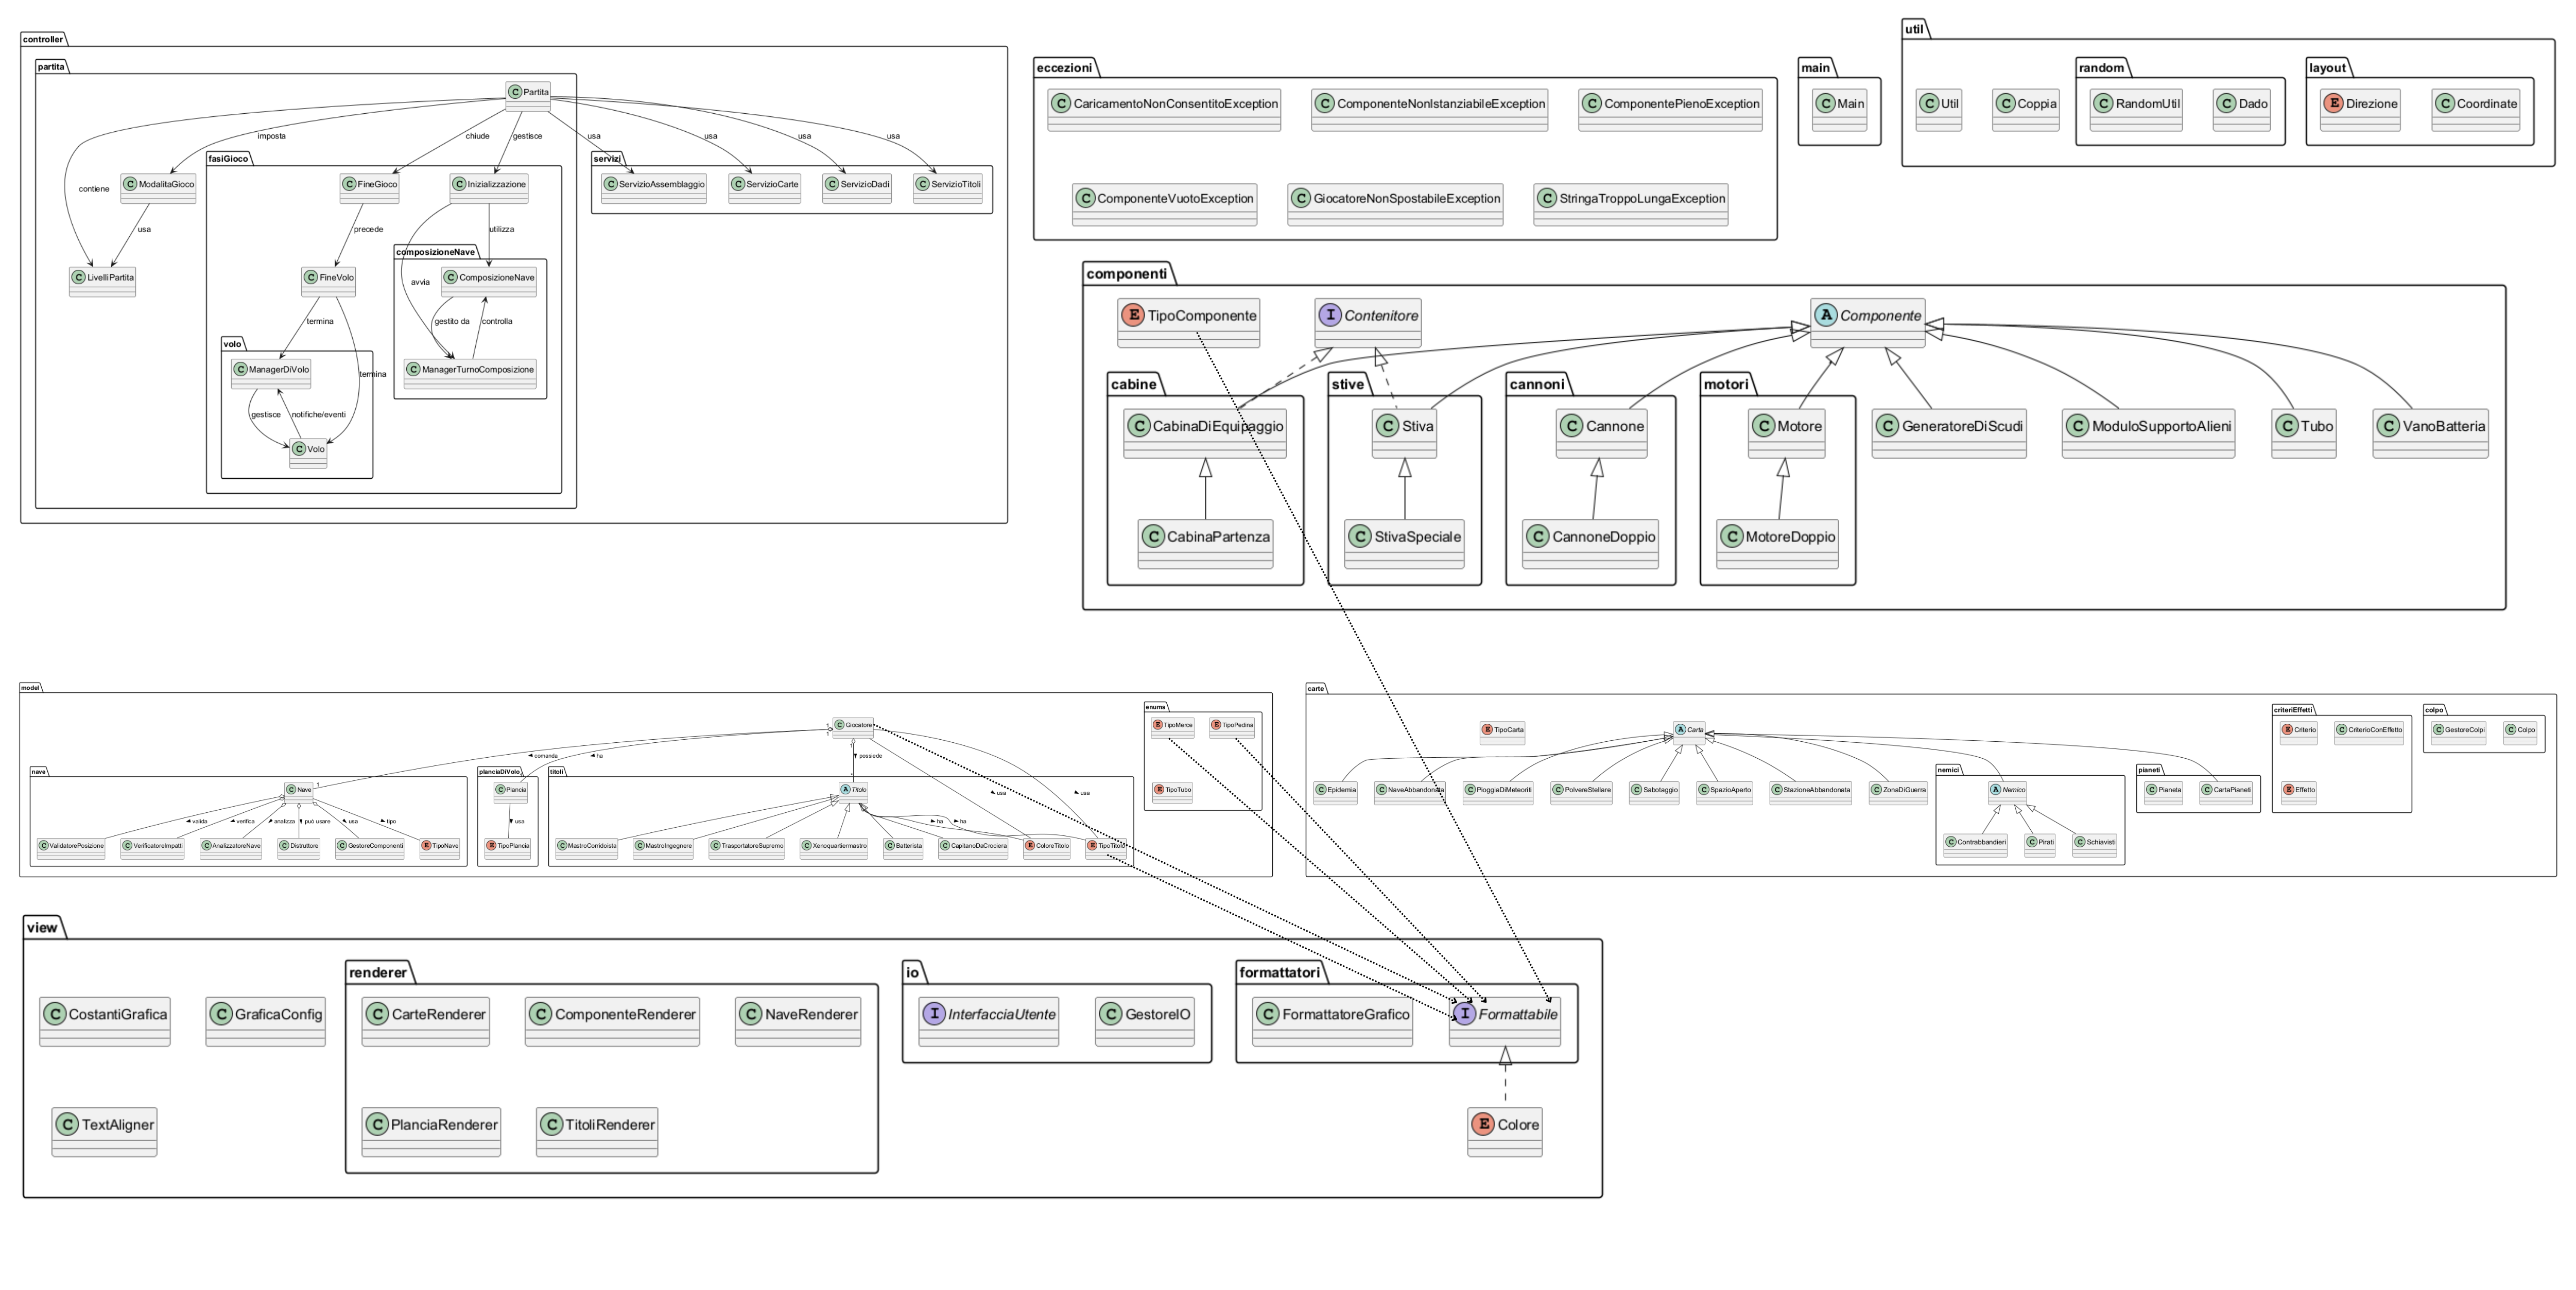 controller
partita
C Partita
imposta
chiude
gestisce
usa
usa
usa
usa
contiene
C ModalitaGioco
usa
C LivelliPartita
fasiGioco
C FineGioco
C Inizializzazione
precede
utilizza
C FineVolo
composizioneNave
C ComposizioneNave
avvia
gestito da
controlla
C ManagerTurnoComposizione
termina
termina
volo
C ManagerDiVolo
gestisce
notifiche/eventi
C Volo
servizi
C ServizioAssemblaggio
C ServizioCarte
C ServizioDadi
C ServizioTitoli
eccezioni
C CaricamentoNonConsentitoException
C ComponenteNonIstanziabileException
C ComponentePienoException
C ComponenteVuotoException
C GiocatoreNonSpostabileException
C StringaTroppoLungaException
main
C Main
util
C Util
C Coppia
random
C RandomUtil
C Dado
layout
E Direzione
C Coordinate
componenti
E TipoComponente
I Contenitore
A Componente
cabine
C CabinaDiEquipaggio
C CabinaPartenza
stive
C Stiva
C StivaSpeciale
cannoni
C Cannone
C CannoneDoppio
motori
C Motore
C MotoreDoppio
C GeneratoreDiScudi
C ModuloSupportoAlieni
C Tubo
C VanoBatteria
model
C Giocatore
1
1
1
comanda
ha
possiede
usa
usa
nave
1
C Nave
valida
verifica
analizza
può usare
usa
tipo
C ValidatorePosizione
C VerificatoreImpatti
C AnalizzatoreNave
C Distruttore
C GestoreComponenti
E TipoNave
planciaDiVolo
C Plancia
usa
E TipoPlancia
titoli
A Titolo
ha
ha
C MastroCorridoista
C MastroIngegnere
C TrasportatoreSupremo
C Xenoquartiermastro
C Batterista
C CapitanoDaCrociera
E ColoreTitolo
E TipoTitolo
enums
E TipoMerce
E TipoPedina
E TipoTubo
carte
E TipoCarta
A Carta
C Epidemia
C NaveAbbandonata
C PioggiaDiMeteoriti
C PolvereStellare
C Sabotaggio
C SpazioAperto
C StazioneAbbandonata
C ZonaDiGuerra
nemici
A Nemico
C Contrabbandieri
C Pirati
C Schiavisti
pianeti
C Pianeta
C CartaPianeti
criteriEffetti
E Criterio
C CriterioConEffetto
E Effetto
colpo
C GestoreColpi
C Colpo
view
C CostantiGrafica
C GraficaConfig
C TextAligner
renderer
C CarteRenderer
C ComponenteRenderer
C NaveRenderer
C PlanciaRenderer
C TitoliRenderer
io
I InterfacciaUtente
C GestoreIO
formattatori
C FormattatoreGrafico
I Formattabile
E Colore